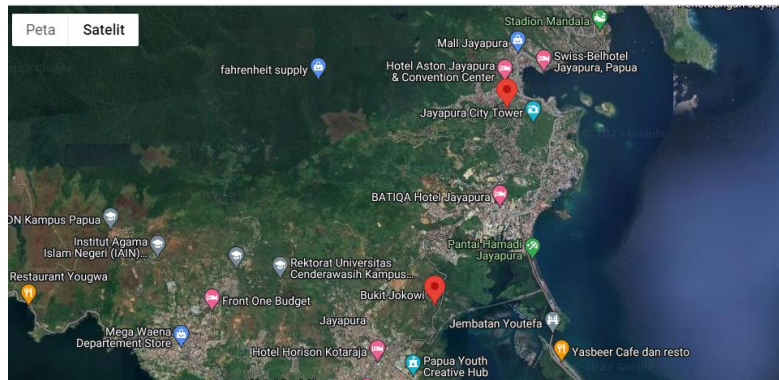 Peta
Satelit
Stadion Mandala
Mall Jayapura
Swiss-Belhotel
Jayapura, Papua
Hotel Aston Jayapura
& Convention Center
fahrenheit supply
Jayapura City Tower
BATIQA Hotel Jayapura
DN Kampus Papua
Institut Agama
Islam Negeri (IAIN)...
Pantai Hamadi
Jayapura
Rektorat Universitas
Cenderawasih Kampus...
Restaurant Yougwa
Front One Budget
Bukit Jokowi
Jayapura
Jembatan Youtefa
Mega Waena
Departement Store
Hotel Horison Kotaraja
Yasbeer Cafe dan resto
Papua Youth
Creative Hub